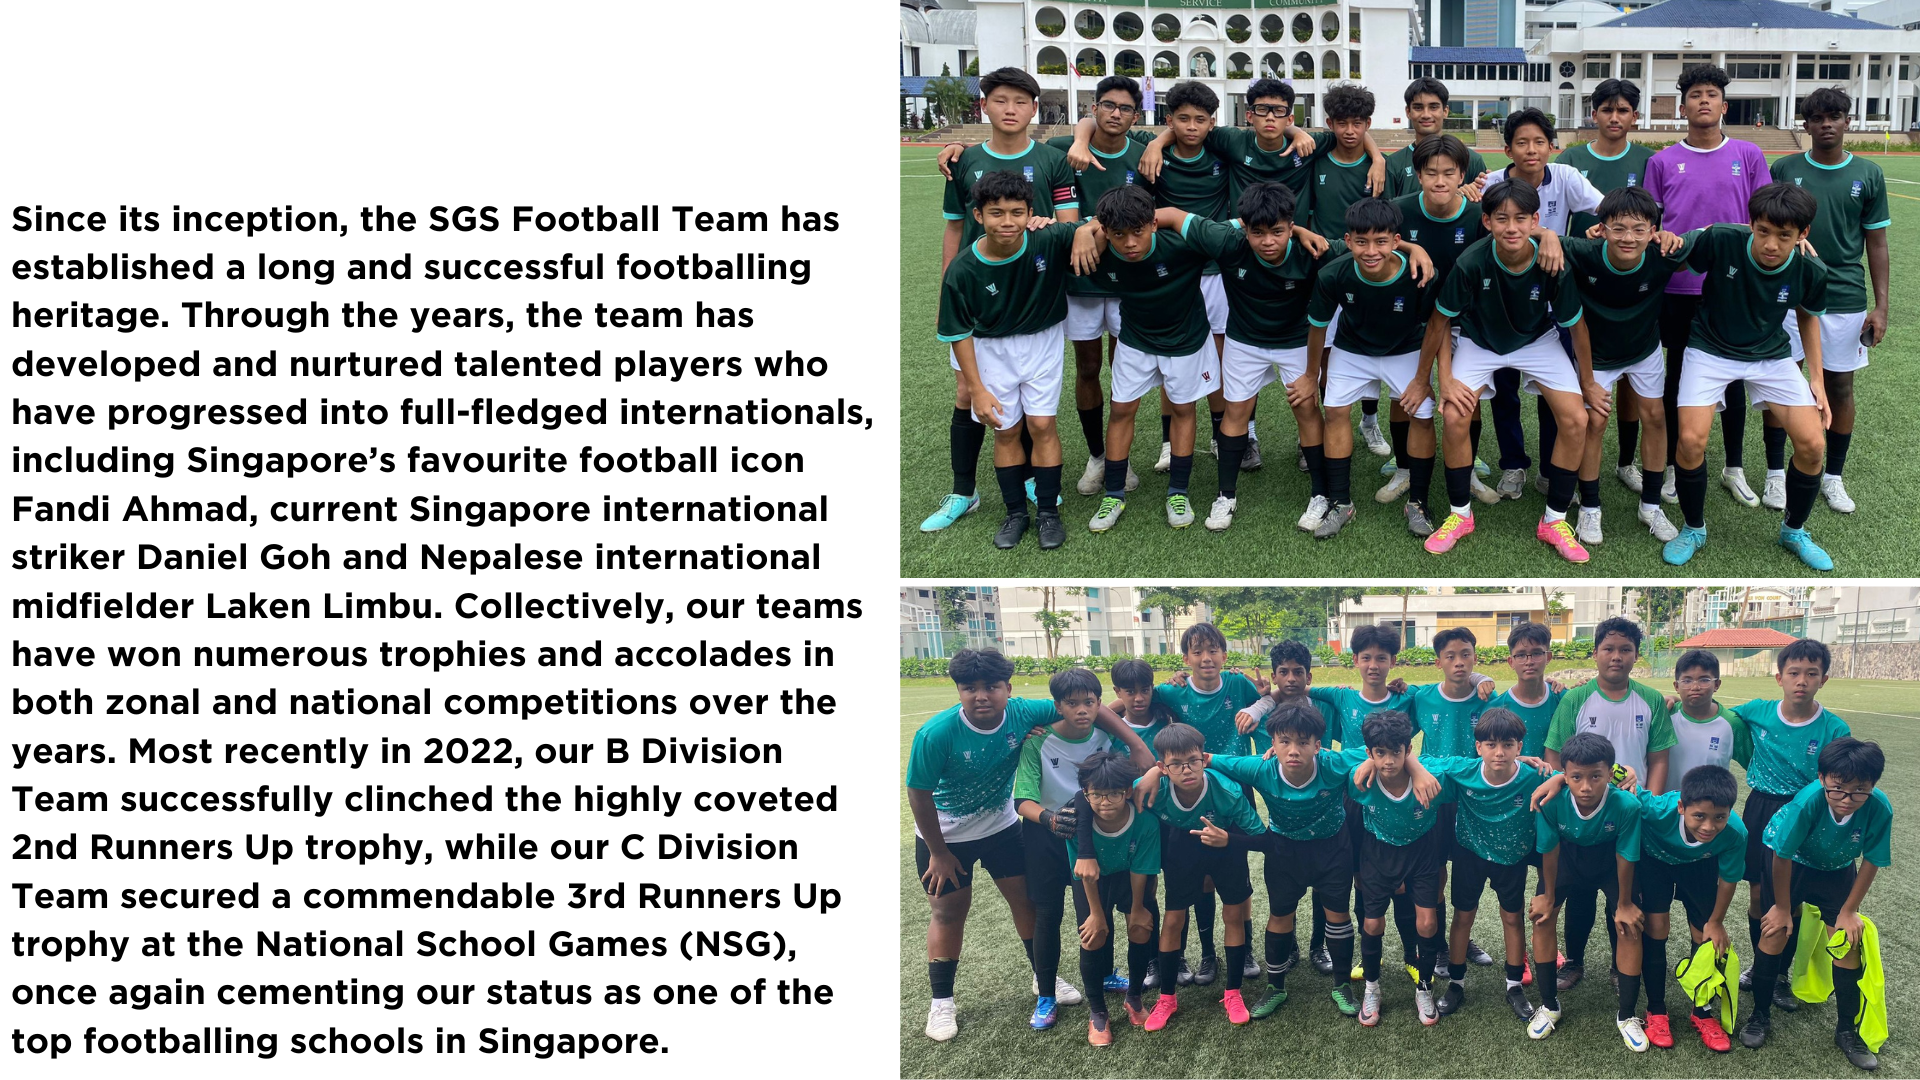 SERVICE
COMMUNITY
Since its inception, the SGS Football Team has
established a long and successful footballing
heritage. Through the years, the team has
developed and nurtured talented players who
have progressed into full-fledged internationals,
including Singapore’s favourite football icon
Fandi Ahmad, current Singapore international
striker Daniel Goh and Nepalese international
midfielder Laken Limbu. Collectively, our teams
have won numerous trophies and accolades in
both zonal and national competitions over the
years. Most recently in 2022, our B Division
Team successfully clinched the highly coveted
2nd Runners Up trophy, while our C Division
Team secured a commendable 3rd Runners Up
trophy at the National School Games (NSG),
once again cementing our status as one of the
top footballing schools in Singapore.